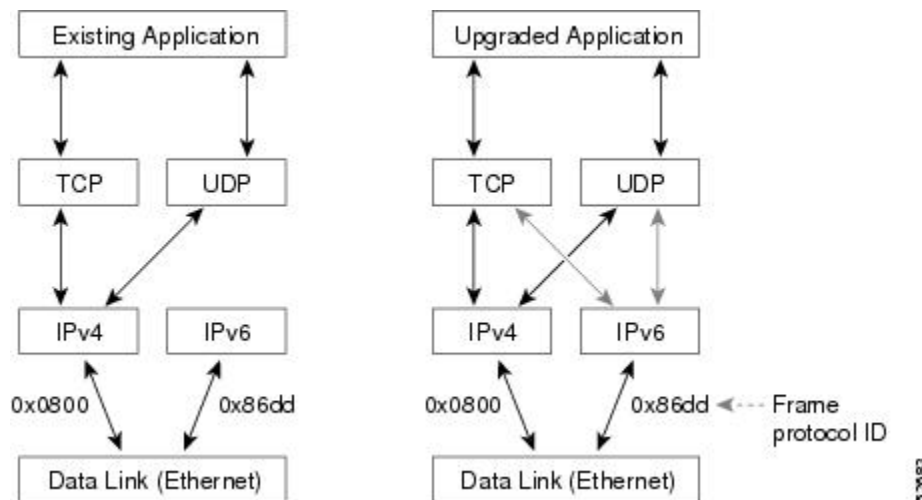 Existing Application
Upgraded Application
TCP
UDP
TCP
UDP
IPv4
IPv6
IPv4
IPv6
0x0800
0x86dd
0x0800
0x86dd
Frame
protocol ID
Data Link (Ethernet)
Data Link (Ethernet)